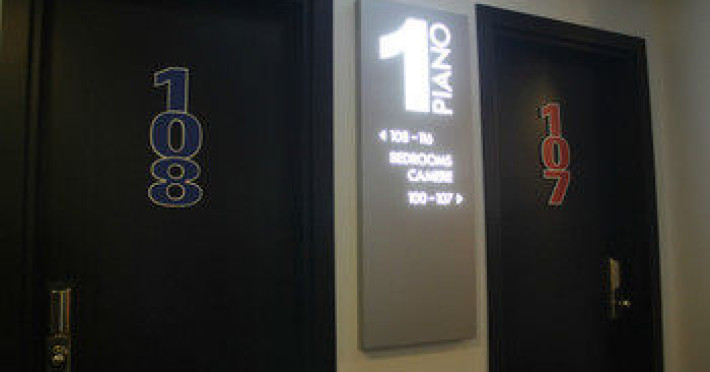 108
1 PIANO
108 - 116
BEDROOMS
CAMERE
100 - 107
107